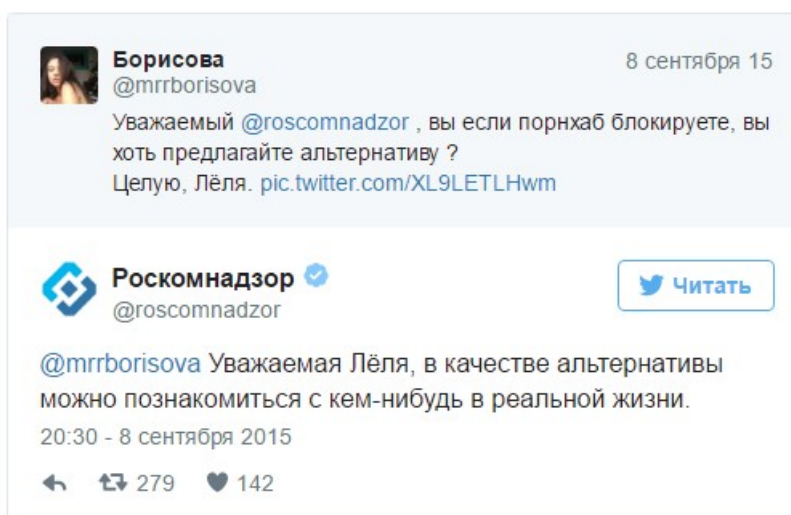 Борисова
8 сентября 15
@mrrborisova
Уважаемый @roscomnadzor , вы если порнхаб блокируете, вы
хоть предлагайте альтернативу ?
Целую, Лёля. pic.twitter.com/XL9LETLHwm
Роскомнадзор
Читать
@roscomnadzor
@mrrborisova Уважаемая Лёля, в качестве альтернативы
можно познакомиться с кем-нибудь в реальной жизни.
20:30 - 8 сентября 2015
279 142